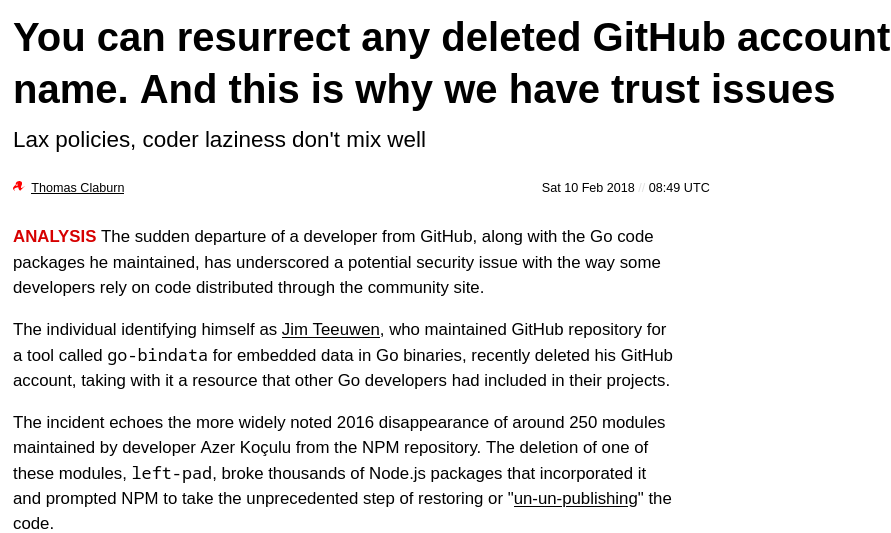 You can resurrect any deleted GitHub account
name. And this is why we have trust issues
Lax policies, coder laziness don't mix well
Thomas Claburn
Sat 10 Feb 2018 // 08:49 UTC
ANALYSIS The sudden departure of a developer from GitHub, along with the Go code
packages he maintained, has underscored a potential security issue with the way some
developers rely on code distributed through the community site.
The individual identifying himself as Jim Teeuwen, who maintained GitHub repository for
a tool called go-bindata for embedded data in Go binaries, recently deleted his GitHub
account, taking with it a resource that other Go developers had included in their projects.
The incident echoes the more widely noted 2016 disappearance of around 250 modules
maintained by developer Azer Koçulu from the NPM repository. The deletion of one of
these modules, left-pad, broke thousands of Node.js packages that incorporated it
and prompted NPM to take the unprecedented step of restoring or "un-un-publishing" the
code.